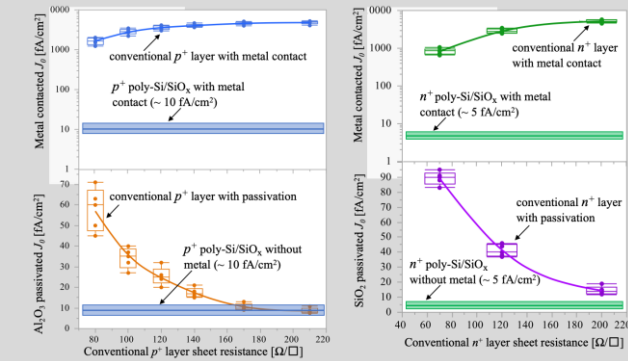 Metal contacted J₀ [fA/cm²]
10000
1000
100
10
1
conventional p⁺ layer
with metal contact
p⁺ poly-Si/SiOₓ with metal
contact (~ 10 fA/cm²)
Metal contacted J₀ [fA/cm²]
10000
1000
100
10
1
conventional n⁺ layer
with metal contact
n⁺ poly-Si/SiOₓ with metal
contact (~ 5 fA/cm²)
Al₂O₃ passivated J₀ [fA/cm²]
70
60
50
40
30
20
10
0
conventional p⁺ layer with passivation
p⁺ poly-Si/SiOₓ without
metal (~ 10 fA/cm²)
80 100 120 140 160 180 200 220
Conventional p⁺ layer sheet resistance [Ω/□]
SiO₂ passivated J₀ [fA/cm²]
90
80
70
60
50
40
30
20
10
0
conventional n⁺ layer
with passivation
n⁺ poly-Si/SiOₓ
without metal (~ 5 fA/cm²)
40 60 80 100 120 140 160 180 200 220
Conventional n⁺ layer sheet resistance [Ω/□]